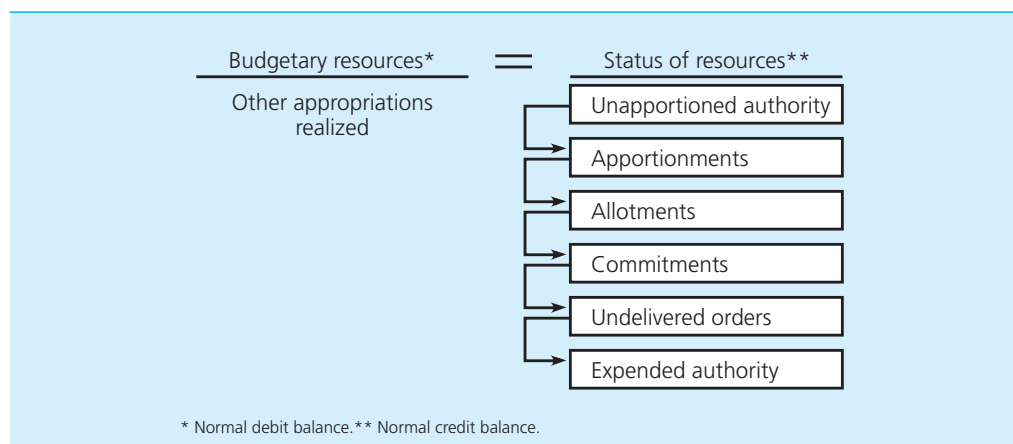 Budgetary resources* = Status of resources**
Other appropriations
realized
Unapportioned authority
Apportionments
Allotments
Commitments
Undelivered orders
Expended authority
* Normal debit balance.** Normal credit balance.